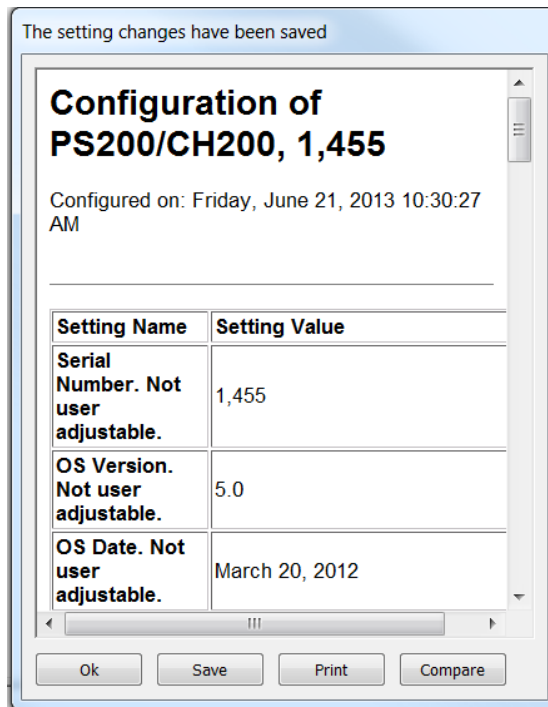 The setting changes have been saved
Configuration of
PS200/CH200, 1,455
Configured on: Friday, June 21, 2013 10:30:27
AM
Setting Name Setting Value
Serial
Number. Not
user
adjustable.
1,455
OS Version.
Not user
adjustable.
5.0
OS Date. Not
user
adjustable.
March 20, 2012
Ok Save Print Compare